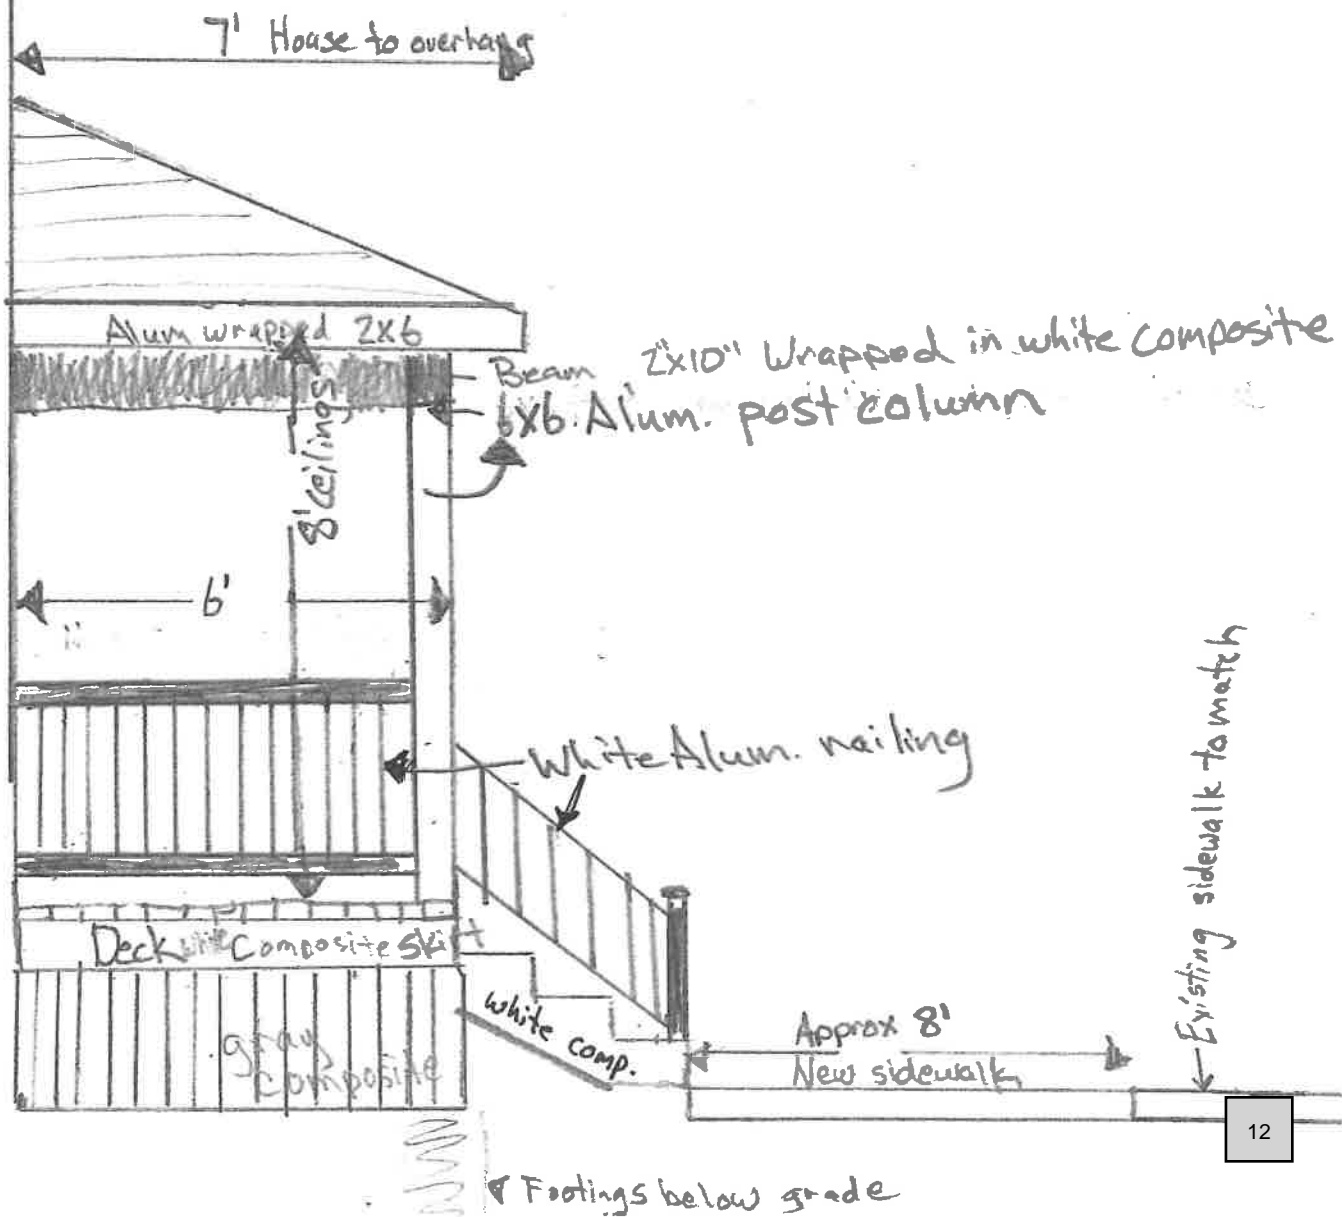 7' House to overhang
Alum wrapped 2x6
Beam 2"x10" Wrapped in white composite
6x6. Alum. post column
8' Ceilings
6'
White Alum. railing
Existing sidewalk to match
Deck Composite Skirt
gray
composite
white comp.
Approx 8'
New sidewalk
12
Footings below grade